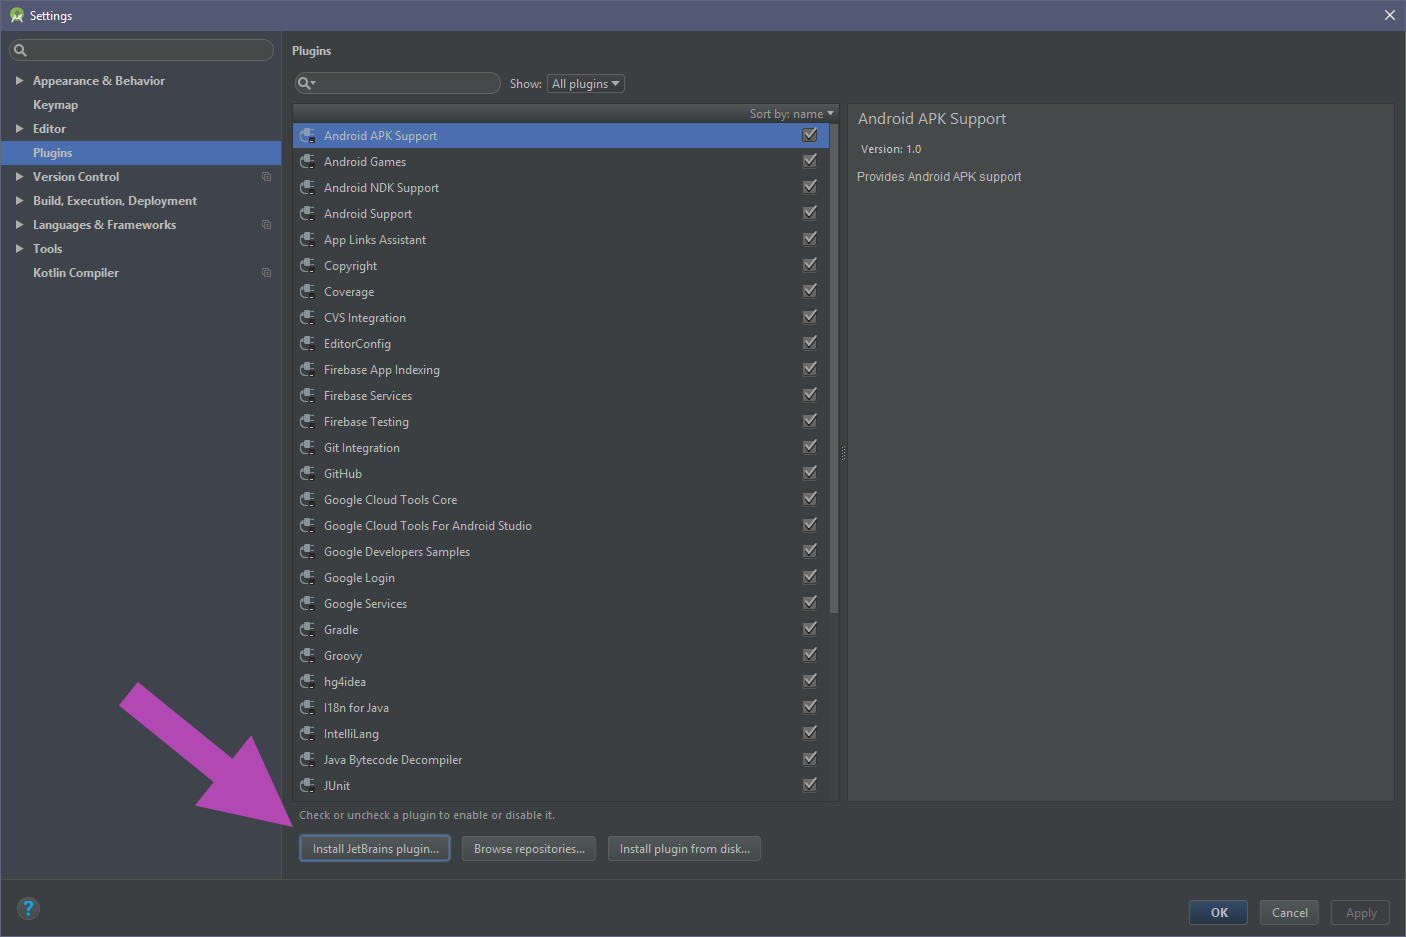 Settings
Appearance & Behavior
Keymap
Editor
Plugins
Version Control
Build, Execution, Deployment
Languages & Frameworks
Tools
Kotlin Compiler
Plugins
Show: All plugins
Sort by: name
Android APK Support
Android Games
Android NDK Support
Android Support
App Links Assistant
Copyright
Coverage
CVS Integration
EditorConfig
Firebase App Indexing
Firebase Services
Firebase Testing
Git Integration
GitHub
Google Cloud Tools Core
Google Cloud Tools For Android Studio
Google Developers Samples
Google Login
Google Services
Gradle
Groovy
hg4idea
I18n for Java
IntelliLang
Java Bytecode Decompiler
JUnit
Check or uncheck a plugin to enable or disable it.
Install JetBrains plugin... Browse repositories... Install plugin from disk...
Android APK Support
Version: 1.0
Provides Android APK support
? OK Cancel Apply